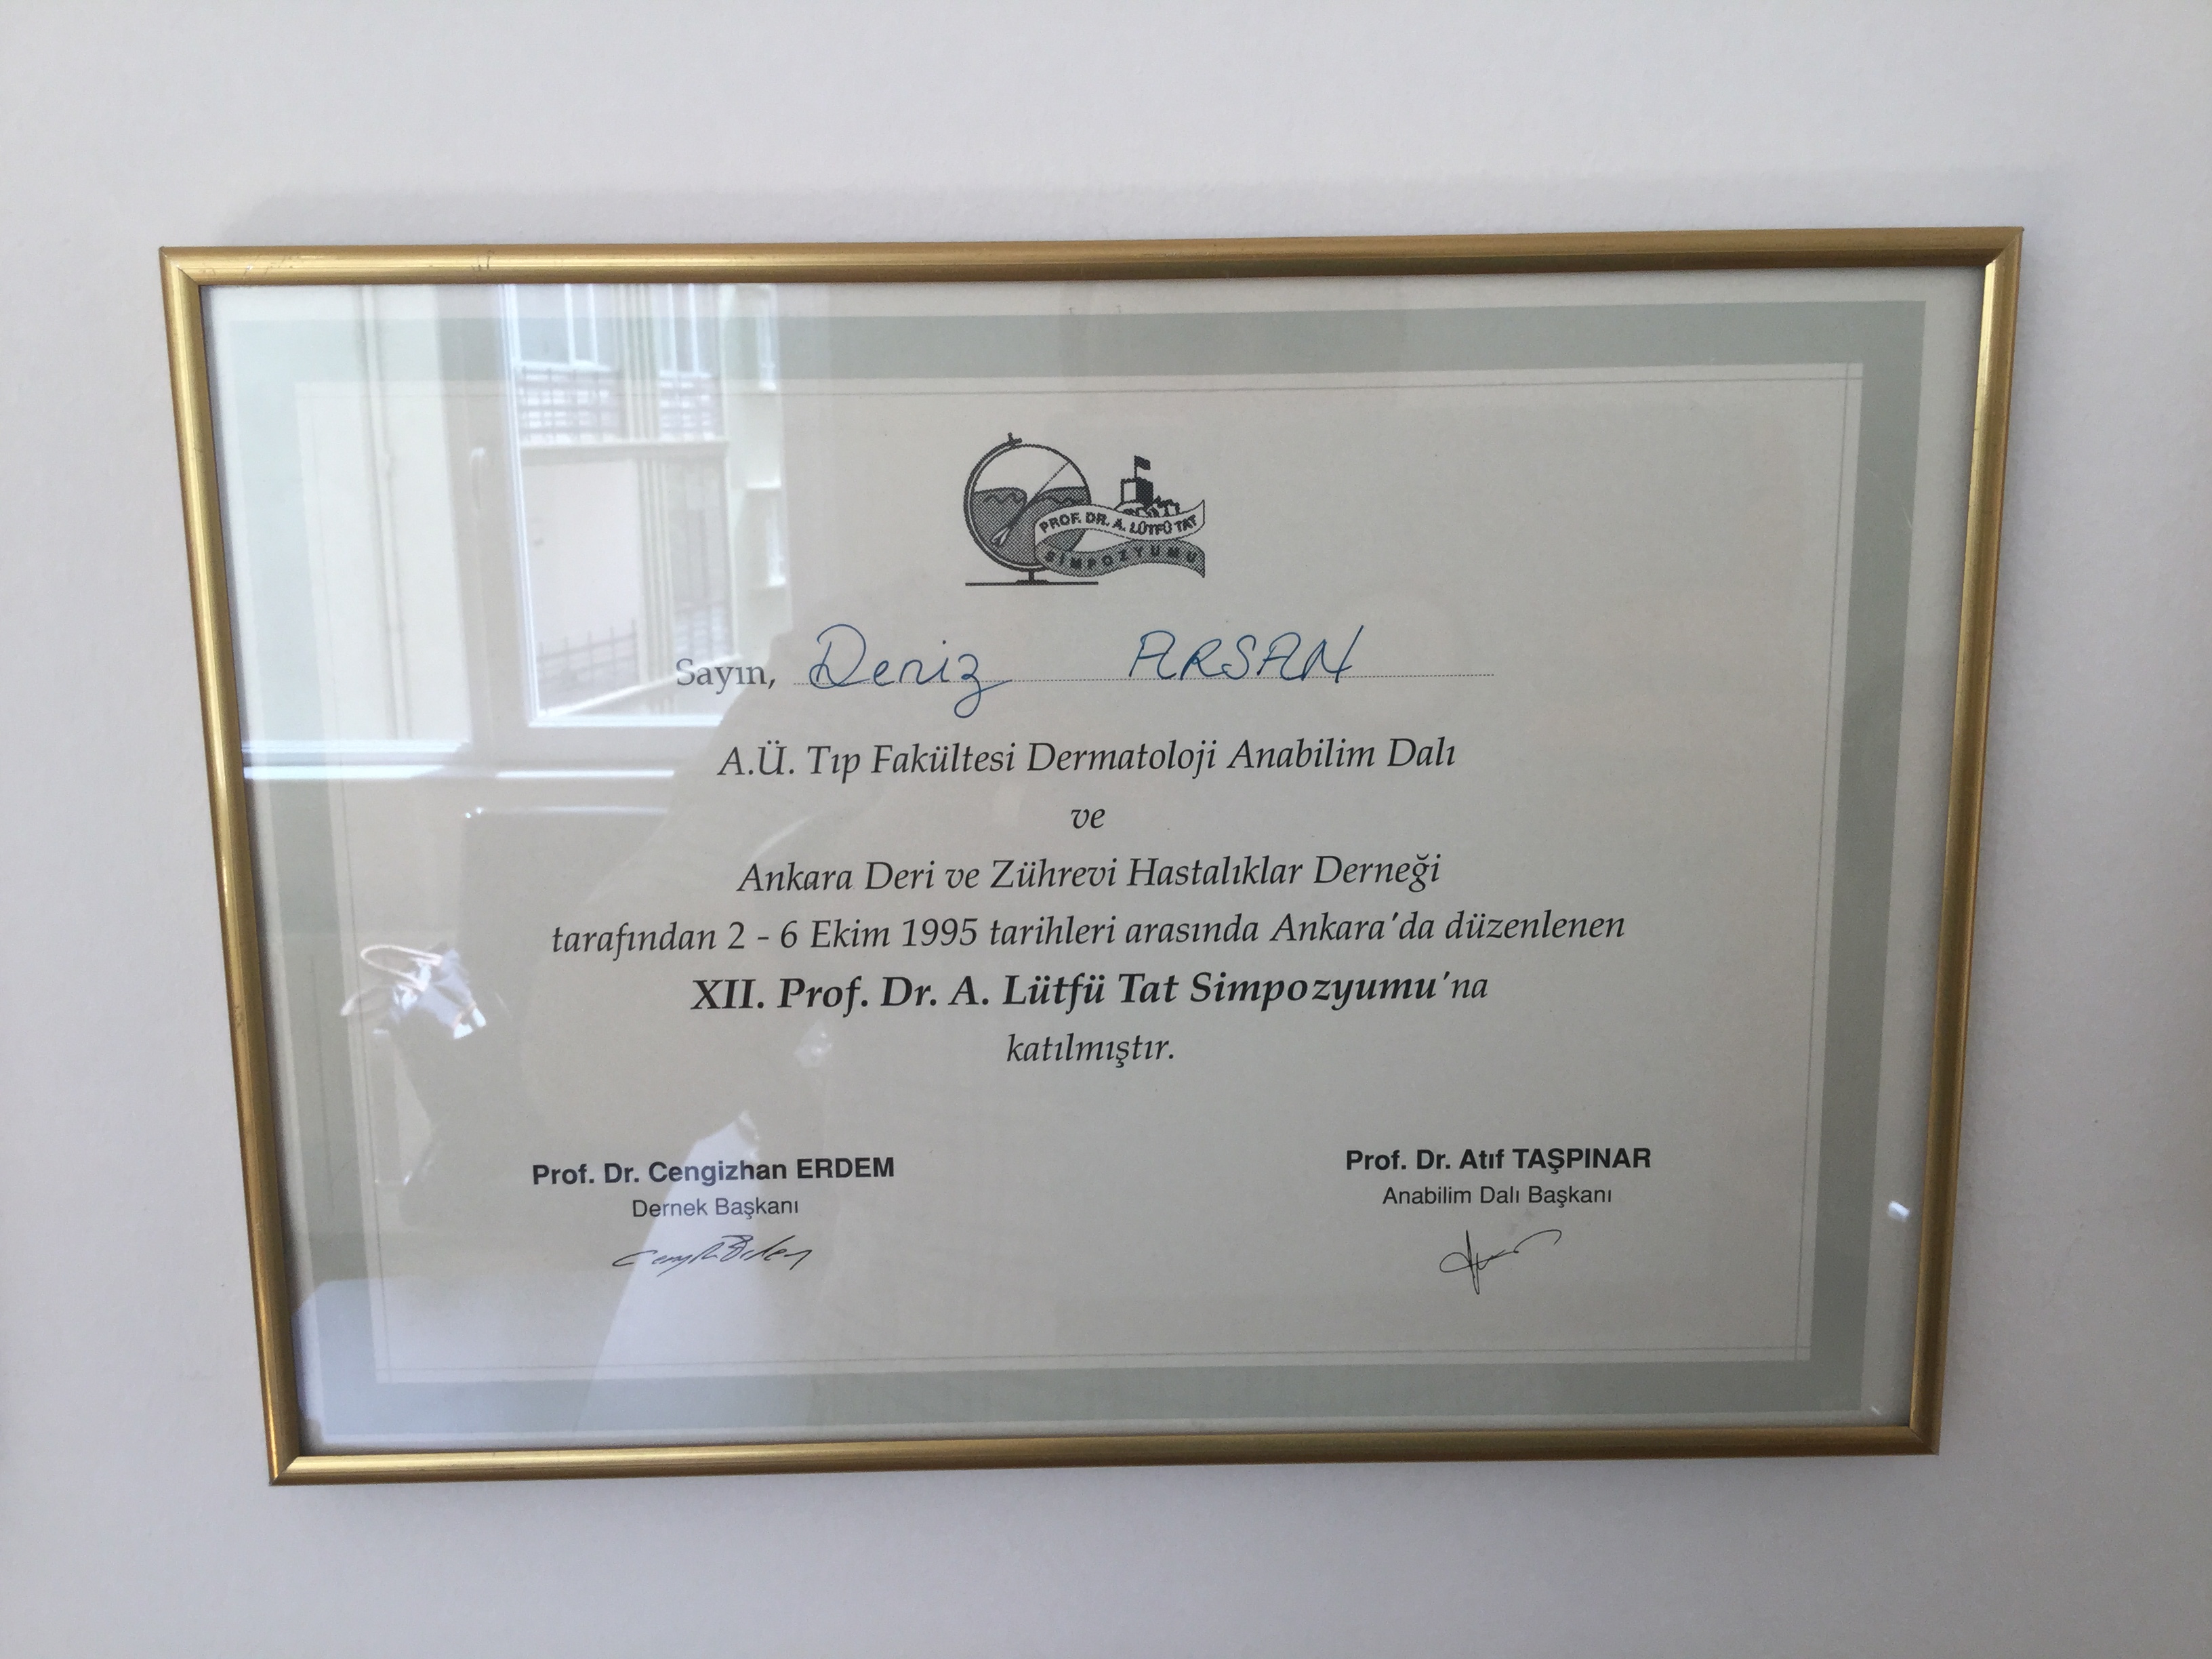 PROF. DR. A. LÜTFÜ TAT
SİMPOZYUMU
Sayın, Deniz ARSAN
A.Ü. Tıp Fakültesi Dermatoloji Anabilim Dalı
ve
Ankara Deri ve Zührevi Hastalıklar Derneği
tarafından 2 - 6 Ekim 1995 tarihleri arasında Ankara'da düzenlenen
XII. Prof. Dr. A. Lütfü Tat Simpozyumu'na
katılmıştır.
Prof. Dr. Cengizhan ERDEM
Dernek Başkanı
Prof. Dr. Atıf TAŞPINAR
Anabilim Dalı Başkanı